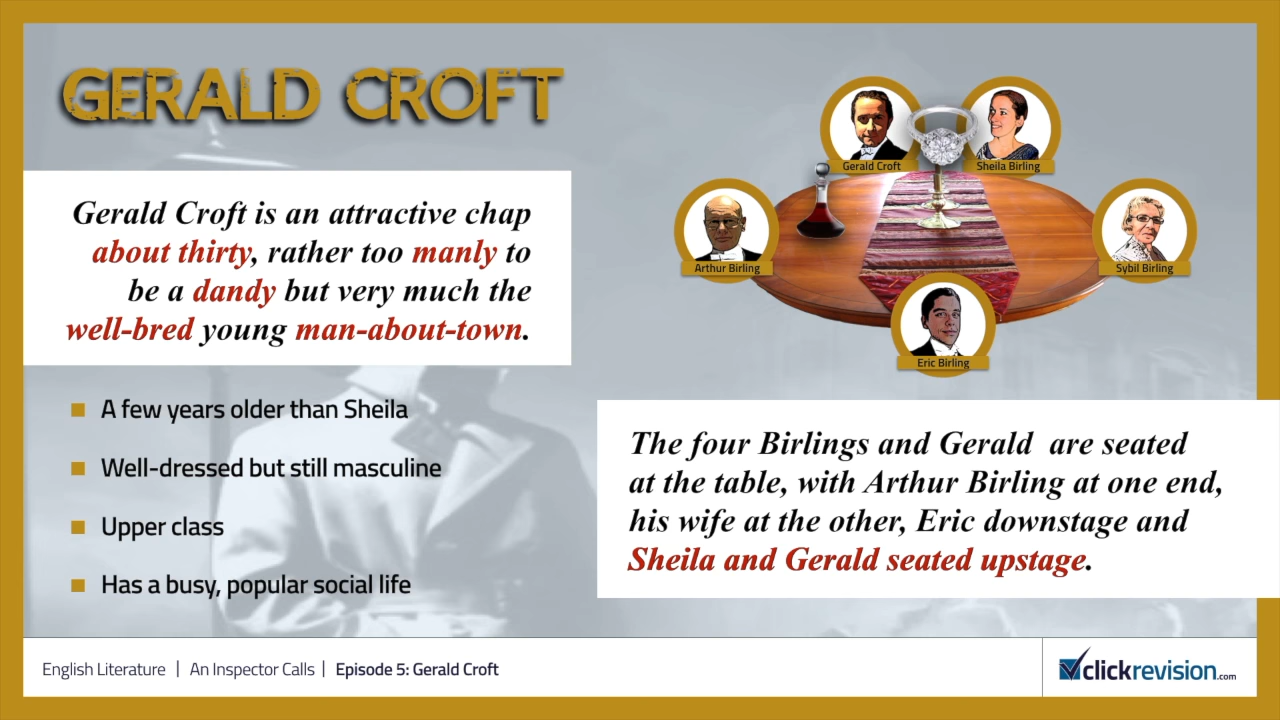 GERALD CROFT
Gerald Croft is an attractive chap
about thirty, rather too manly to
be a dandy but very much the
well-bred young man-about-town.
A few years older than Sheila
Well-dressed but still masculine
Upper class
Has a busy, popular social life
Gerald Croft
Sheila Birling
Arthur Birling
Sybil Birling
Eric Birling
The four Birlings and Gerald are seated
at the table, with Arthur Birling at one end,
his wife at the other, Eric downstage and
Sheila and Gerald seated upstage.
English Literature | An Inspector Calls | Episode 5: Gerald Croft
clickrevision.com